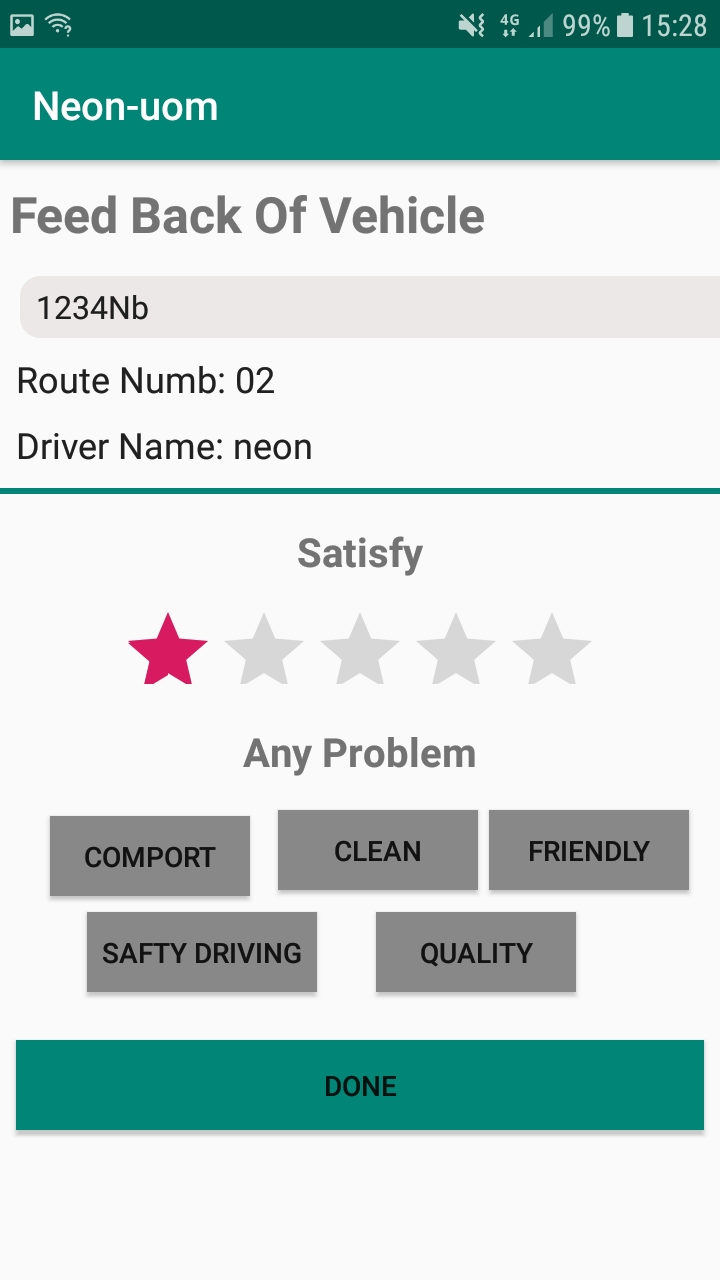 4G 99% 15:28
Neon-uom
Feed Back Of Vehicle
1234Nb
Route Numb: 02
Driver Name: neon
Satisfy
Any Problem
COMPORT CLEAN FRIENDLY
SAFTY DRIVING QUALITY
DONE